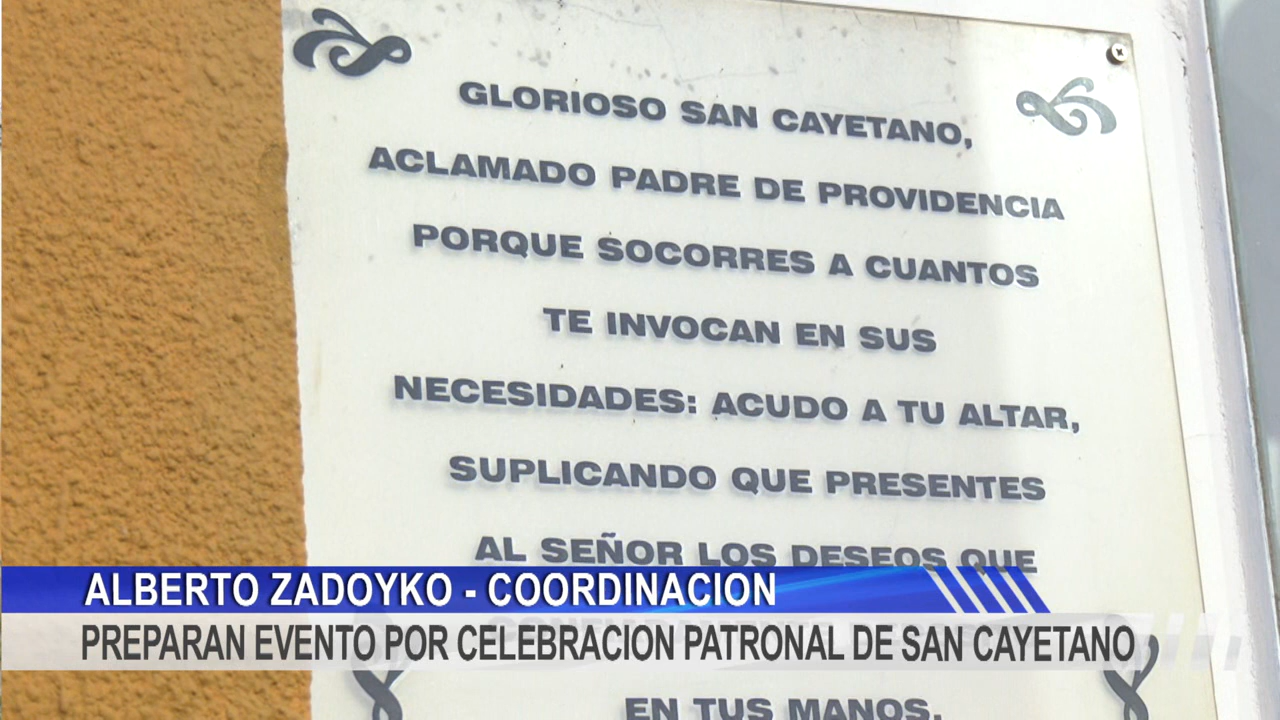 GLORIOSO SAN CAYETANO,
ACLAMADO PADRE DE PROVIDENCIA
PORQUE SOCORRES A CUANTOS
TE INVOCAN EN SUS
NECESIDADES: ACUDO A TU ALTAR,
SUPLICANDO QUE PRESENTES
AL SEÑOR LOS DESEOS QUE
ALBERTO ZADOYKO - COORDINACION
PREPARAN EVENTO POR CELEBRACION PATRONAL DE SAN CAYETANO
EN TUS MANOS.